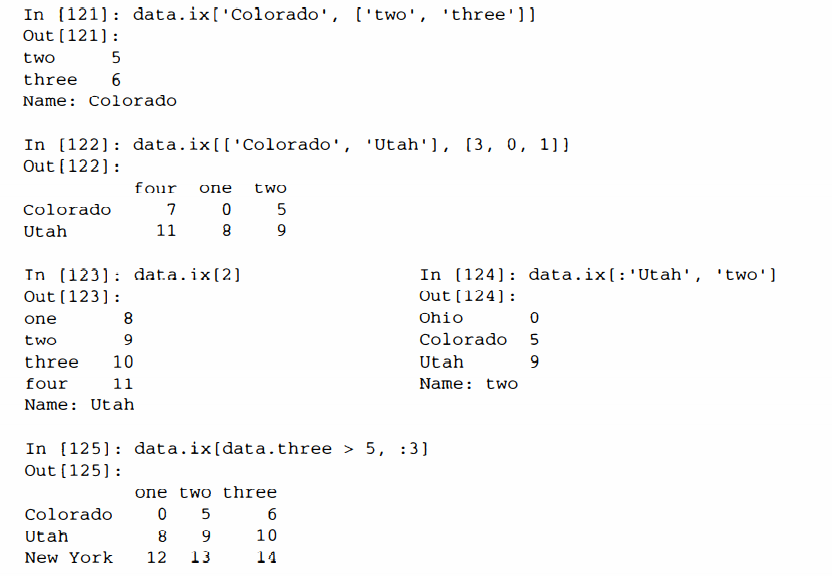 In [121]: data.ix['Colorado', ['two', 'three']]
Out[121]:
two     5
three   6
Name: Colorado
In [122]: data.ix[['Colorado', 'Utah'], [3, 0, 1]]
Out[122]:
          four  one  two
Colorado     7    0    5
Utah        11    8    9
In [123]: data.ix[2]
Out[123]:
one      8
two      9
three   10
four    11
Name: Utah
In [124]: data.ix[:'Utah', 'two']
Out[124]:
Ohio      0
Colorado  5
Utah      9
Name: two
In [125]: data.ix[data.three > 5, :3]
Out[125]:
          one two three
Colorado    0   5     6
Utah        8   9    10
New York   12  13    14